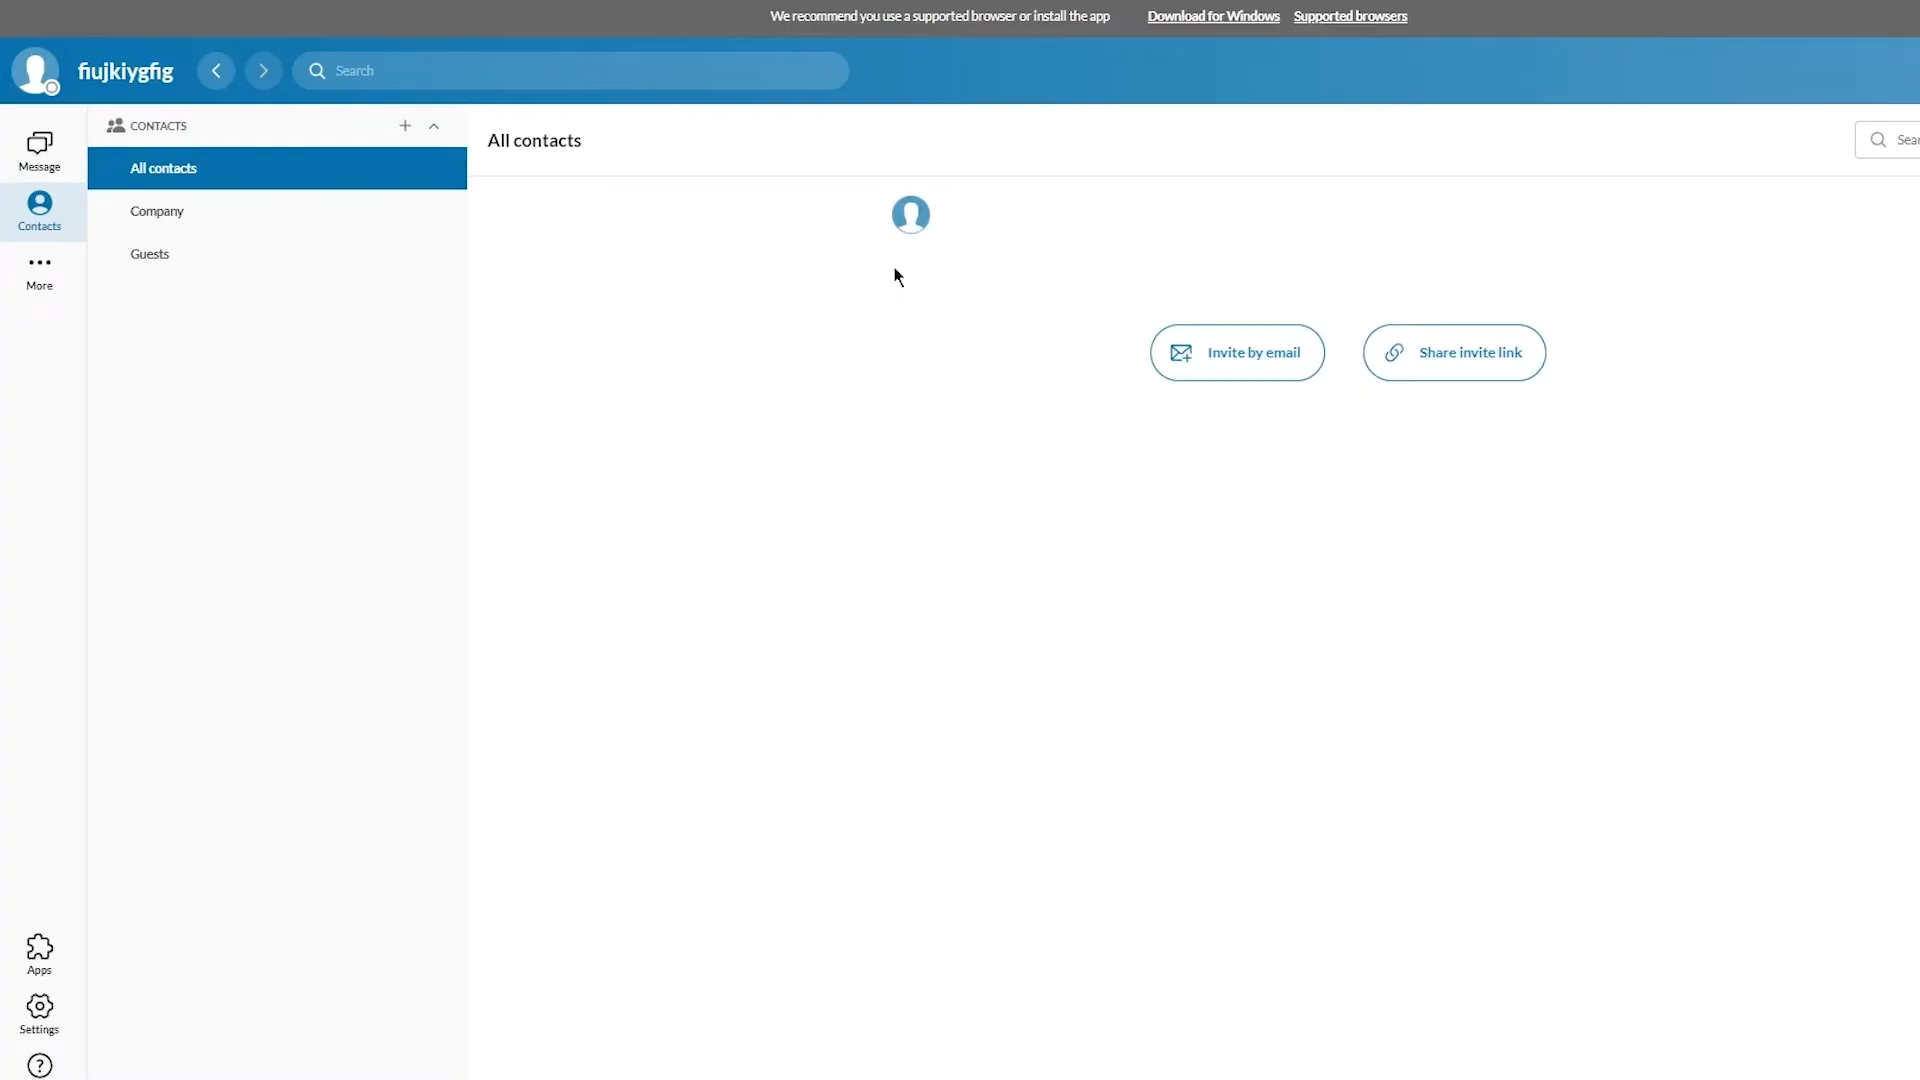 We recommend you use a supported browser or install the app Download for Windows Supported browsers
fiujkiygfig
Search
CONTACTS
All contacts
Company
Guests
Message
Contacts
More
Apps
Settings
?
All contacts
Invite by email
Share invite link